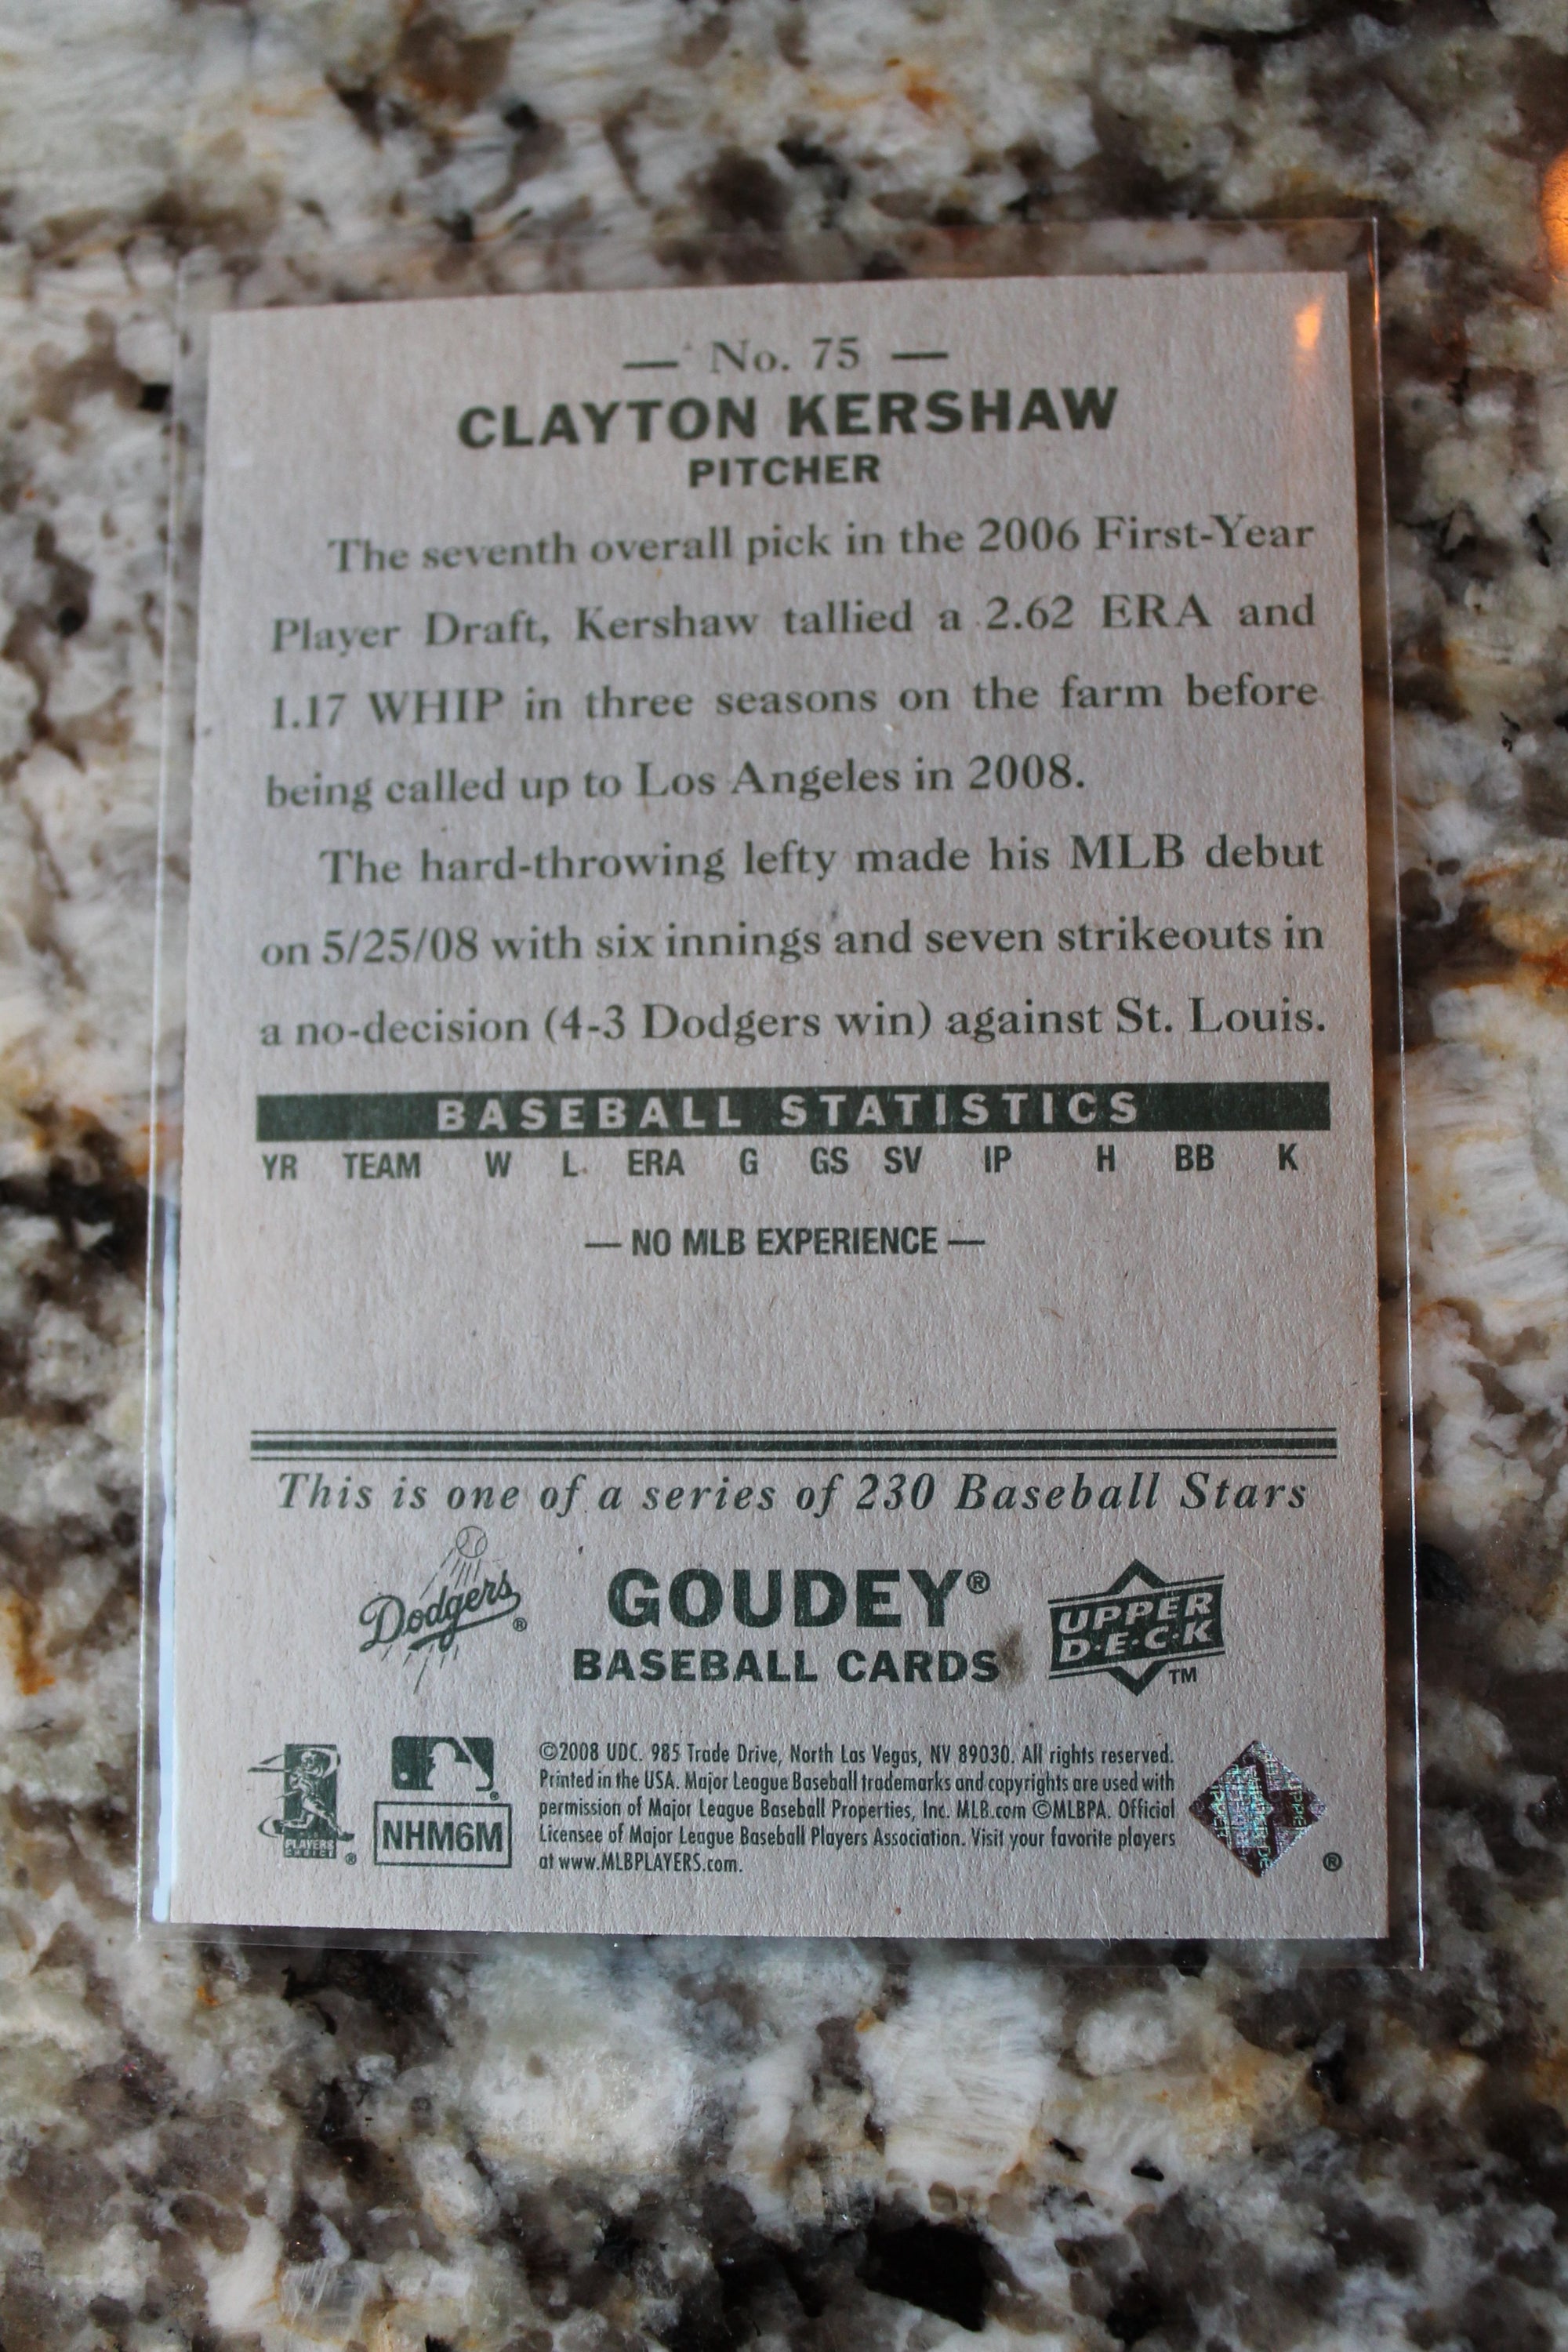 — No. 75 —
CLAYTON KERSHAW
PITCHER
The seventh overall pick in the 2006 First-Year
Player Draft, Kershaw tallied a 2.62 ERA and
1.17 WHIP in three seasons on the farm before
being called up to Los Angeles in 2008.
The hard-throwing lefty made his MLB debut
on 5/25/08 with six innings and seven strikeouts in
a no-decision (4-3 Dodgers win) against St. Louis.
BASEBALL STATISTICS
YR TEAM W L ERA G GS SV IP H BB K
— NO MLB EXPERIENCE —
This is one of a series of 230 Baseball Stars
Dodgers®
GOUDEY®
BASEBALL CARDS
UPPER
D·E·C·K
™
PLAYERS
CHOICE
®
®
NHM6M
©2008 UDC. 985 Trade Drive, North Las Vegas, NV 89030. All rights reserved.
Printed in the USA. Major League Baseball trademarks and copyrights are used with
permission of Major League Baseball Properties, Inc. MLB.com ©MLBPA. Official
Licensee of Major League Baseball Players Association. Visit your favorite players
at www.MLBPLAYERS.com.
®